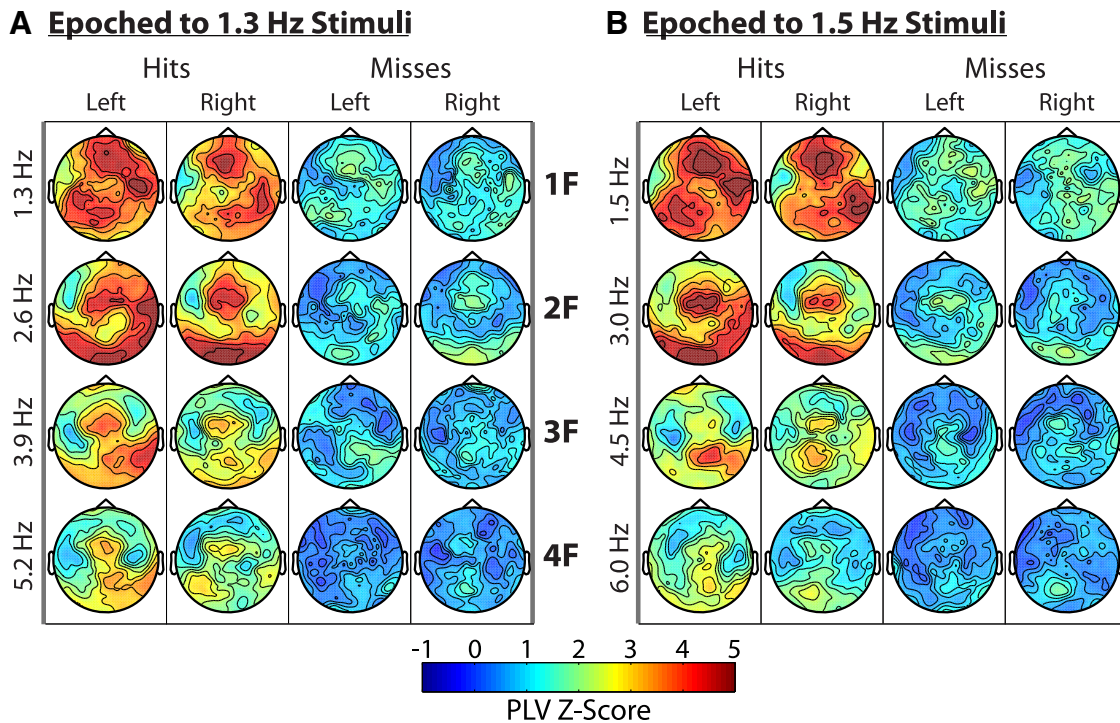 A Epoched to 1.3 Hz Stimuli
Hits Misses
Left Right Left Right
1.3 Hz 1F
2.6 Hz 2F
3.9 Hz 3F
5.2 Hz 4F
B Epoched to 1.5 Hz Stimuli
Hits Misses
Left Right Left Right
1.5 Hz
3.0 Hz
4.5 Hz
6.0 Hz
-1 0 1 2 3 4 5
PLV Z-Score